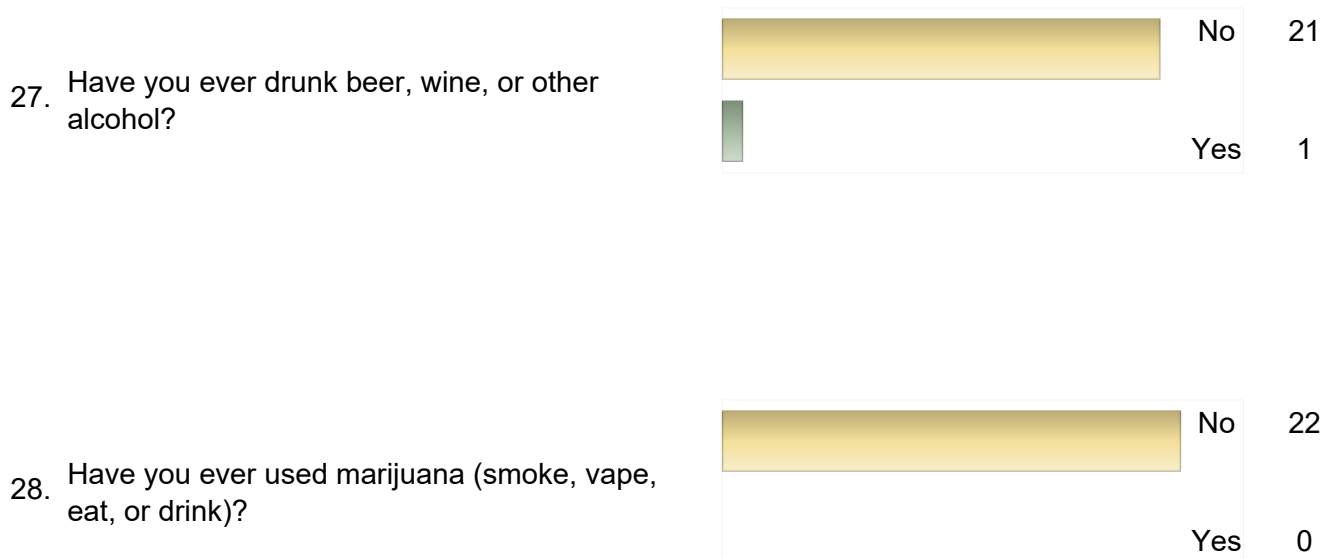 27. Have you ever drunk beer, wine, or other
alcohol?
No 21
Yes 1
28. Have you ever used marijuana (smoke, vape,
eat, or drink)?
No 22
Yes 0